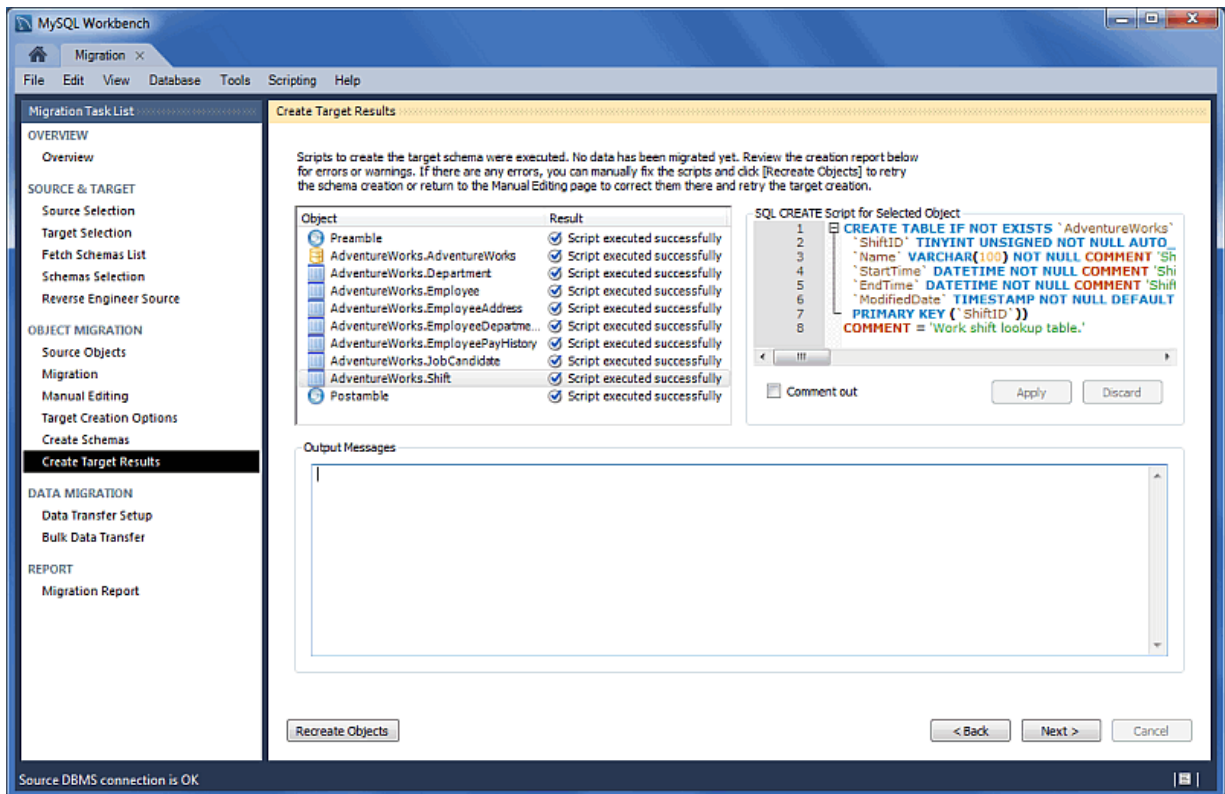 MySQL Workbench
Migration
File Edit View Database Tools Scripting Help
Migration Task List
OVERVIEW
Overview
SOURCE & TARGET
Source Selection
Target Selection
Fetch Schemas List
Schemas Selection
Reverse Engineer Source
OBJECT MIGRATION
Source Objects
Migration
Manual Editing
Target Creation Options
Create Schemas
Create Target Results
DATA MIGRATION
Data Transfer Setup
Bulk Data Transfer
REPORT
Migration Report
Create Target Results
Scripts to create the target schema were executed. No data has been migrated yet. Review the creation report below
for errors or warnings. If there are any errors, you can manually fix the scripts and click [Recreate Objects] to retry
the schema creation or return to the Manual Editing page to correct them there and retry the target creation.
Object Result
Preamble Script executed successfully
AdventureWorks.AdventureWorks Script executed successfully
AdventureWorks.Department Script executed successfully
AdventureWorks.Employee Script executed successfully
AdventureWorks.EmployeeAddress Script executed successfully
AdventureWorks.EmployeeDepartme... Script executed successfully
AdventureWorks.EmployeePayHistory Script executed successfully
AdventureWorks.JobCandidate Script executed successfully
AdventureWorks.Shift Script executed successfully
Postamble Script executed successfully
SQL CREATE Script for Selected Object
1 CREATE TABLE IF NOT EXISTS `AdventureWorks`
2 `ShiftID` TINYINT UNSIGNED NOT NULL AUTO_
3 `Name` VARCHAR(100) NOT NULL COMMENT 'Sh
4 `StartTime` DATETIME NOT NULL COMMENT 'Shi
5 `EndTime` DATETIME NOT NULL COMMENT 'Shift
6 `ModifiedDate` TIMESTAMP NOT NULL DEFAULT
7 PRIMARY KEY (`ShiftID`))
8 COMMENT = 'Work shift lookup table.'
Comment out Apply Discard
Output Messages
Recreate Objects < Back Next > Cancel
Source DBMS connection is OK